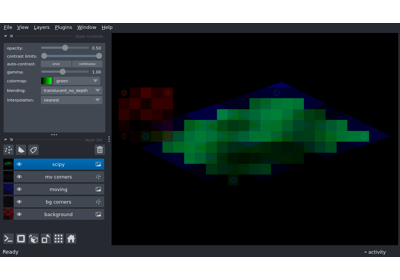 File View Layers Plugins Window Help
opacity: 0.50
contrast limits:
auto-contrast: once continuous
gamma: 1.00
colormap: green
blending: translucent_no_depth
interpolation: nearest
scipy
mv corners
moving
bg corners
background
Ready activity